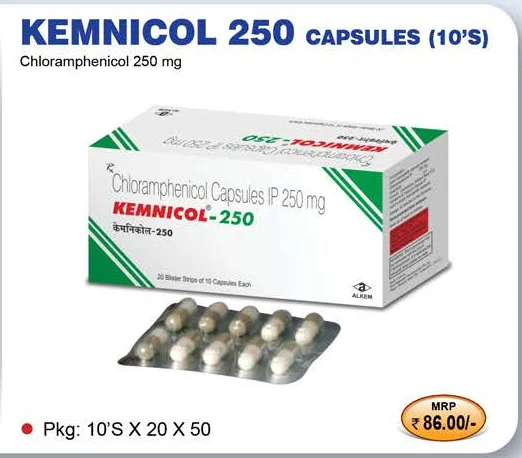 KEMNICOL 250 CAPSULES (10'S)
Chloramphenicol 250 mg
KEMNICOL-250
Chloramphenicol Capsules IP 250 mg
Rx
Chloramphenicol Capsules IP 250 mg
KEMNICOL®-250
केमनिकोल-250
20 Blister Strips of 10 Capsules Each
ALKEM
MRP
₹ 86.00/-
Pkg: 10'S X 20 X 50